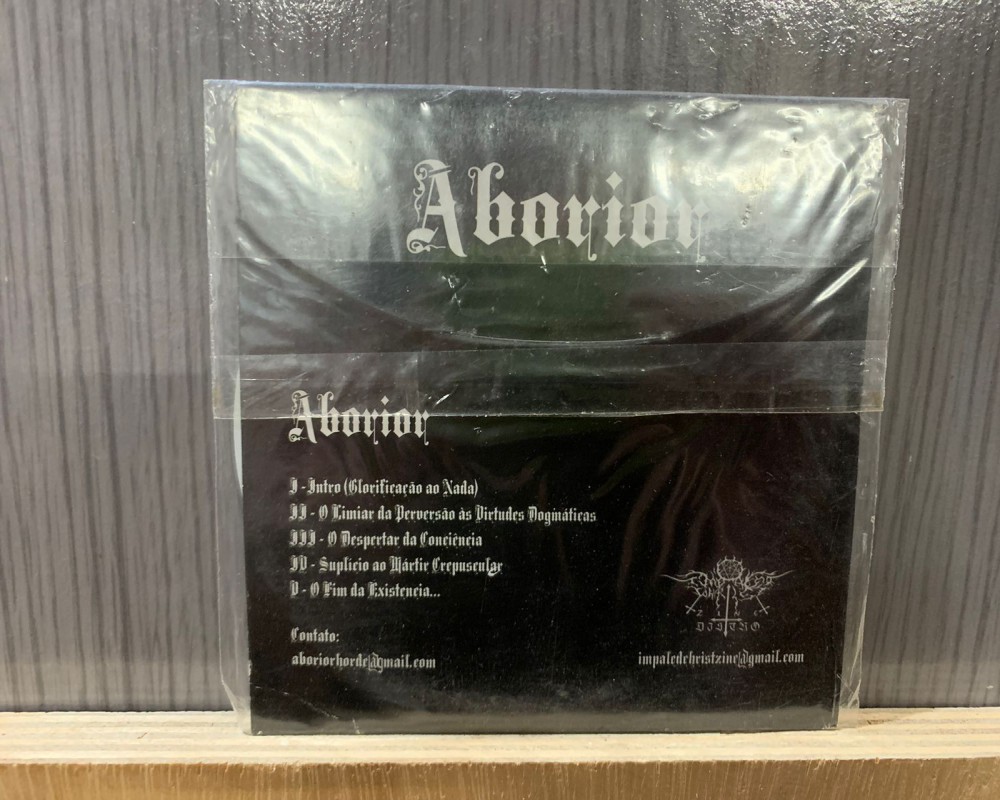 Aborior
Aborior
I - Intro (Glorificação ao Nada)
II - O Limiar da Perversão às Virtudes Dogmáticas
III - O Despertar da Conciência
IV - Suplício ao Mártir Crepuscular
V - O Fim da Existencia...
Contato:
aboriorhorde@gmail.com
DISTRO
impaledchristzine@gmail.com